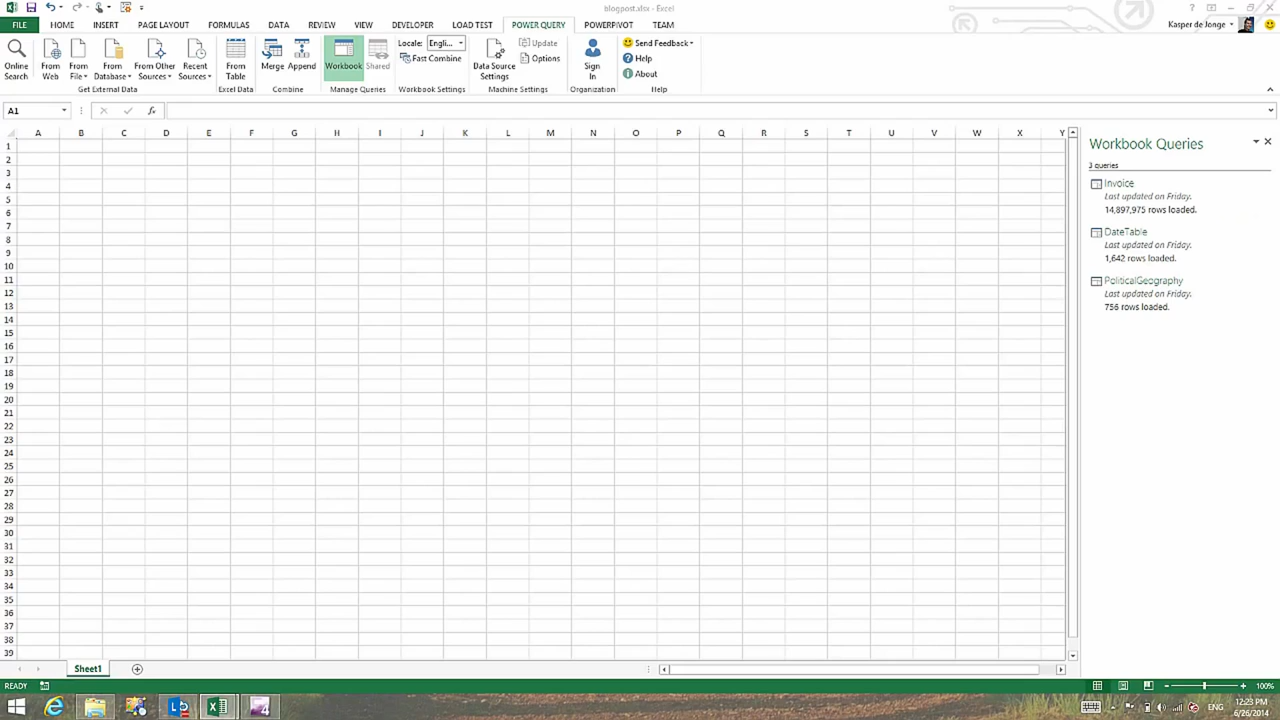 blogpost.xlsx - Excel
FILE HOME INSERT PAGE LAYOUT FORMULAS DATA REVIEW VIEW DEVELOPER LOAD TEST POWER QUERY POWERPIVOT TEAM
Kasper de Jonge
Online Search
From Web
From File
From Database
From Other Sources
Recent Sources
Get External Data
From Table
Excel Data
Merge
Append
Combine
Workbook
Shared
Manage Queries
Locale: Engli...
Fast Combine
Workbook Settings
Data Source Settings
Update
Options
Machine Settings
Sign In
Organization
Send Feedback
Help
About
Help
A1
fx
A B C D E F G H I J K L M N O P Q R S T U V W X Y
1
2
3
4
5
6
7
8
9
10
11
12
13
14
15
16
17
18
19
20
21
22
23
24
25
26
27
28
29
30
31
32
33
34
35
36
37
38
39
Workbook Queries
3 queries
Invoice
Last updated on Friday.
14,897,975 rows loaded.
DateTable
Last updated on Friday.
1,642 rows loaded.
PoliticalGeography
Last updated on Friday.
756 rows loaded.
Sheet1
READY
100%
ENG
12:23 PM
6/26/2014